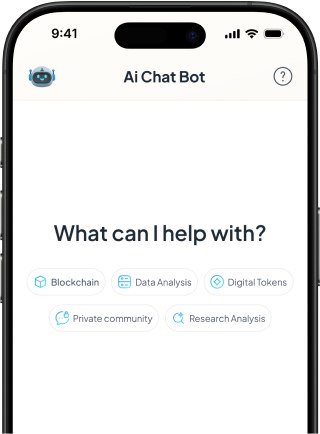 9:41
Ai Chat Bot
?
What can I help with?
Blockchain Data Analysis Digital Tokens
Private community Research Analysis